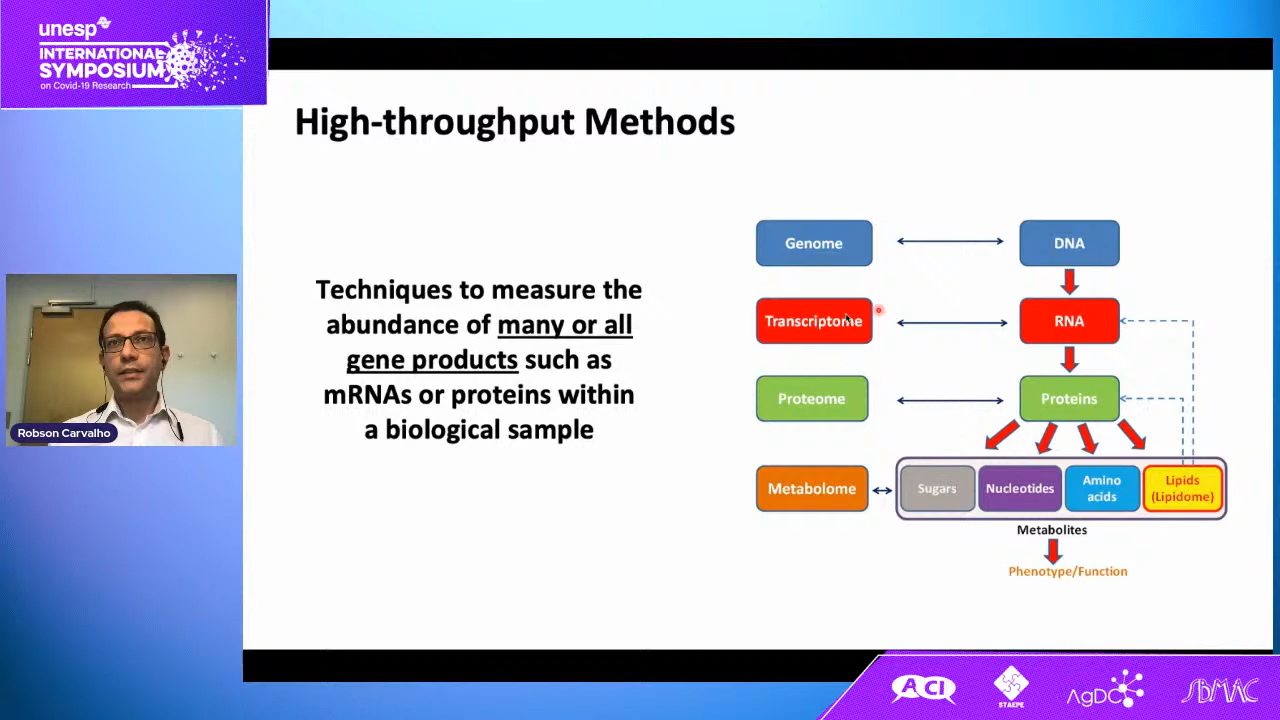 unesp
INTERNATIONAL
SYMPOSIUM
on Covid-19 Research
High-throughput Methods
Techniques to measure the
abundance of many or all
gene products such as
mRNAs or proteins within
a biological sample
Genome
DNA
Transcriptome
RNA
Proteome
Proteins
Metabolome
Sugars
Nucleotides
Amino
acids
Lipids
(Lipidome)
Metabolites
Phenotype/Function
Robson Carvalho
ACI
STAEPE
AgDC
SBMAC